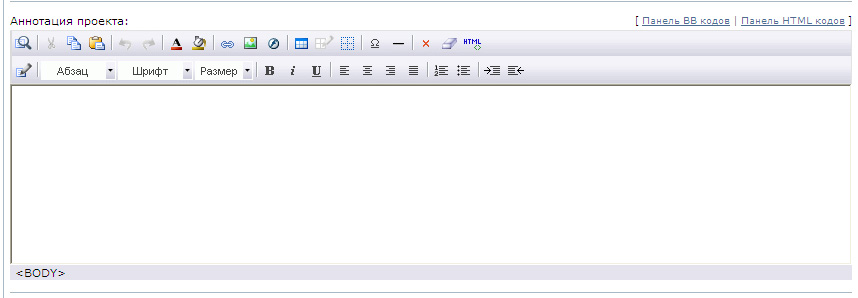 Аннотация проекта: [ Панель BB кодов | Панель HTML кодов ]
HTML
Абзац Шрифт Размер B i U
<BODY>